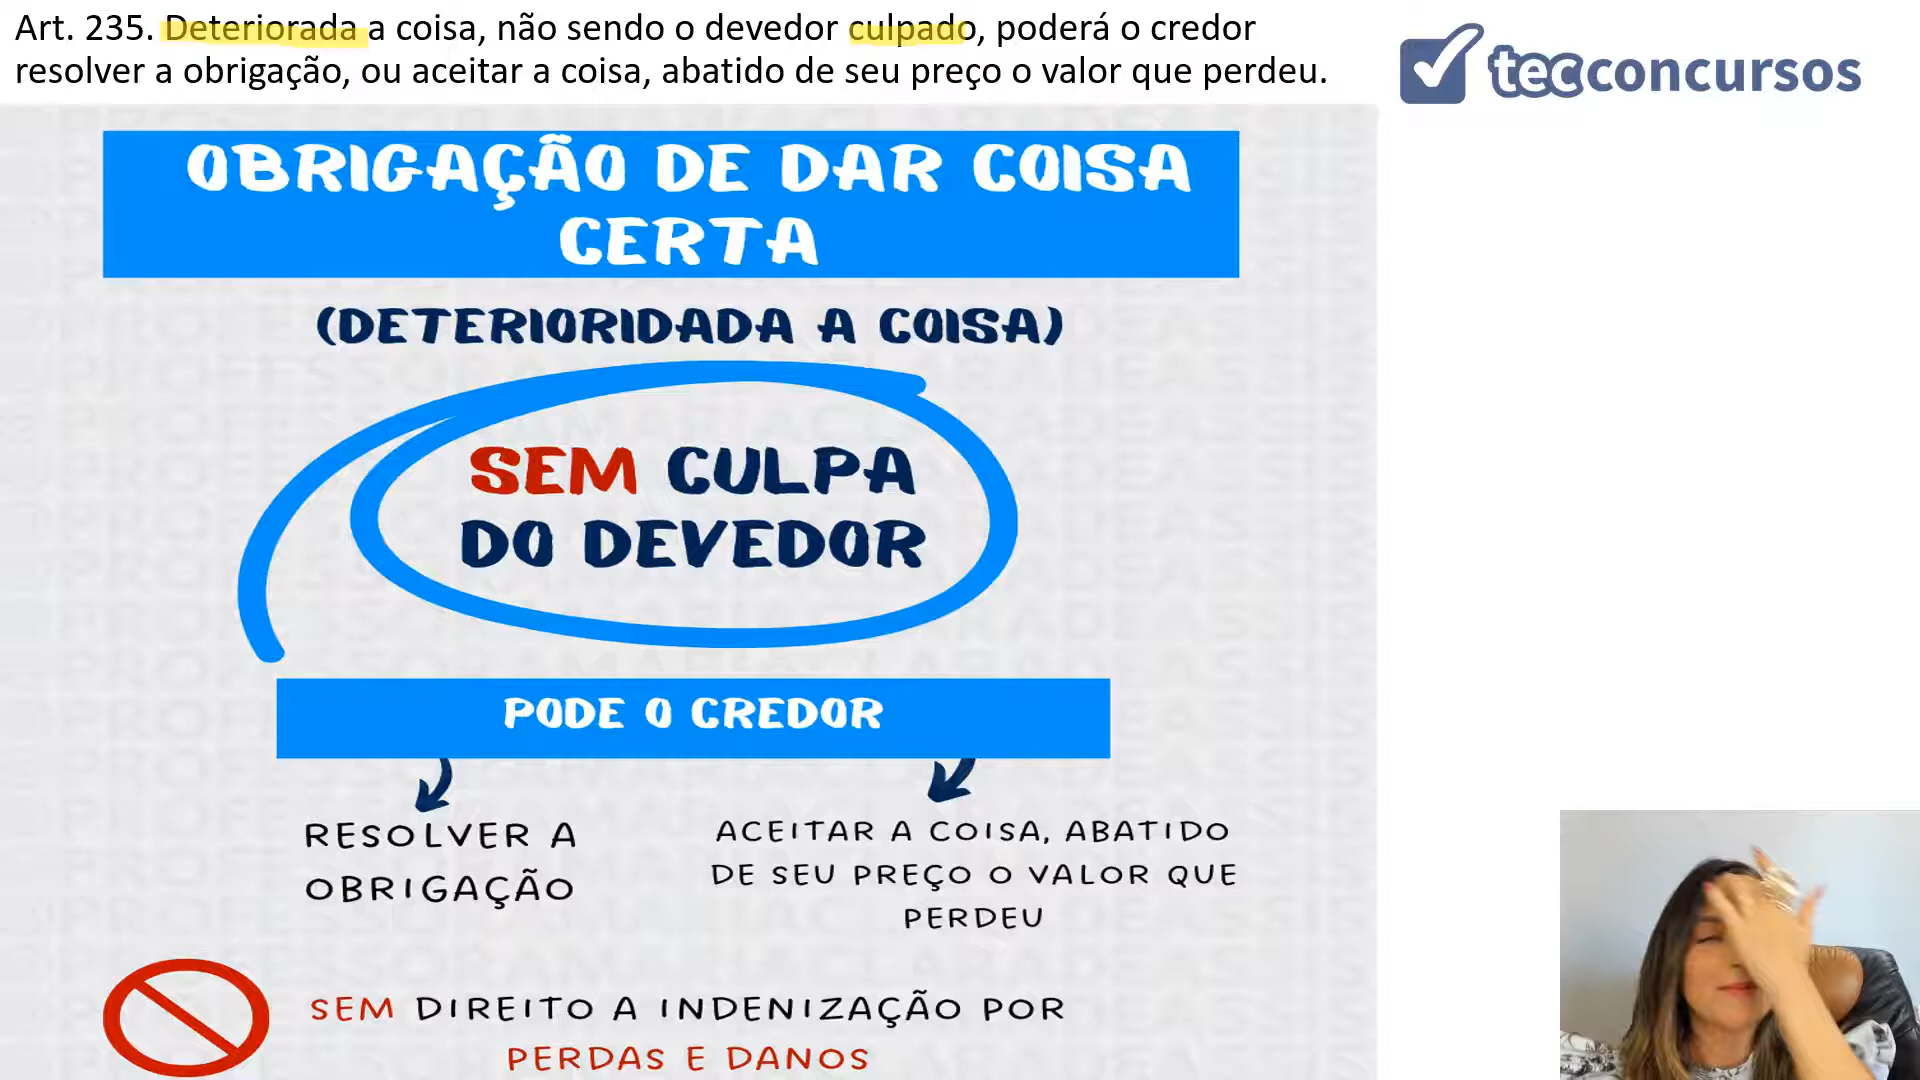 Art. 235. Deteriorada a coisa, não sendo o devedor culpado, poderá o credor
resolver a obrigação, ou aceitar a coisa, abatido de seu preço o valor que perdeu.
tecconcursos
OBRIGAÇÃO DE DAR COISA
CERTA
(DETERIORIDADA A COISA)
SEM CULPA
DO DEVEDOR
PODE O CREDOR
RESOLVER A
OBRIGAÇÃO
ACEITAR A COISA, ABATIDO
DE SEU PREÇO O VALOR QUE
PERDEU
SEM DIREITO A INDENIZAÇÃO POR
PERDAS E DANOS